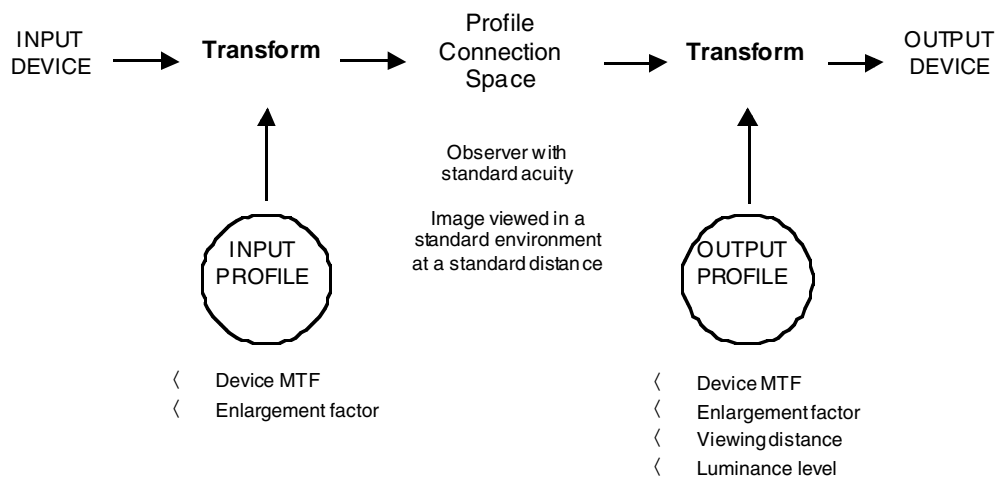 INPUT
DEVICE
Transform
Profile
Connection
Space
Transform
OUTPUT
DEVICE
Observer with
standard acuity
Image viewed in a
standard environment
at a standard distance
INPUT
PROFILE
OUTPUT
PROFILE
〈 Device MTF
〈 Enlargement factor
〈 Device MTF
〈 Enlargement factor
〈 Viewing distance
〈 Luminance level